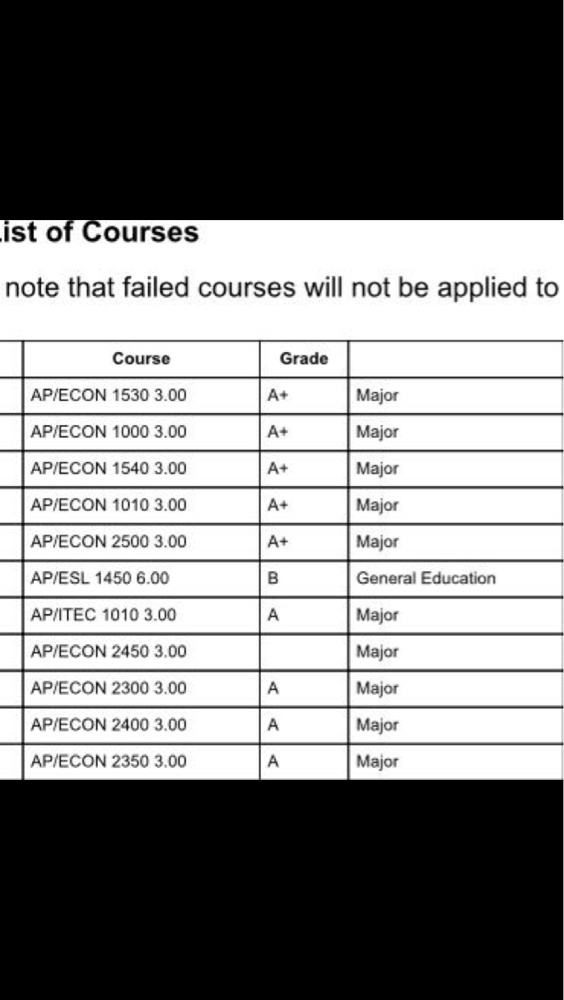 List of Courses
note that failed courses will not be applied to
Course Grade
AP/ECON 1530 3.00 A+ Major
AP/ECON 1000 3.00 A+ Major
AP/ECON 1540 3.00 A+ Major
AP/ECON 1010 3.00 A+ Major
AP/ECON 2500 3.00 A+ Major
AP/ESL 1450 6.00 B General Education
AP/ITEC 1010 3.00 A Major
AP/ECON 2450 3.00 Major
AP/ECON 2300 3.00 A Major
AP/ECON 2400 3.00 A Major
AP/ECON 2350 3.00 A Major